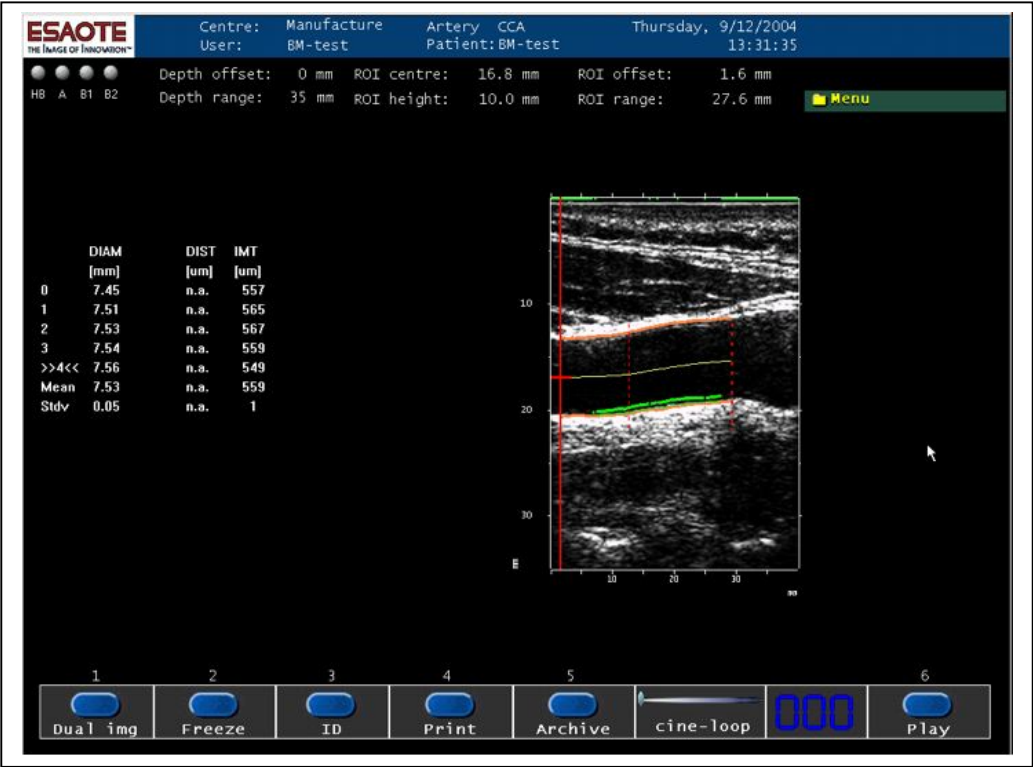 ESAOTE
THE IMAGE OF INNOVATION™
Centre: Manufacture Artery CCA Thursday, 9/12/2004
User: BM-test Patient: BM-test 13:31:35
HB A B1 B2
Depth offset: 0 mm ROI centre: 16.8 mm ROI offset: 1.6 mm
Depth range: 35 mm ROI height: 10.0 mm ROI range: 27.6 mm
Menu
DIAM DIST IMT
[mm] [um] [um]
0 7.45 n.a. 557
1 7.51 n.a. 565
2 7.53 n.a. 567
3 7.54 n.a. 559
>>4<< 7.56 n.a. 549
Mean 7.53 n.a. 559
Stdv 0.05 n.a. 1
10
20
30
10 20 30
1 2 3 4 5 6
Dual img Freeze ID Print Archive cine-loop 000 Play